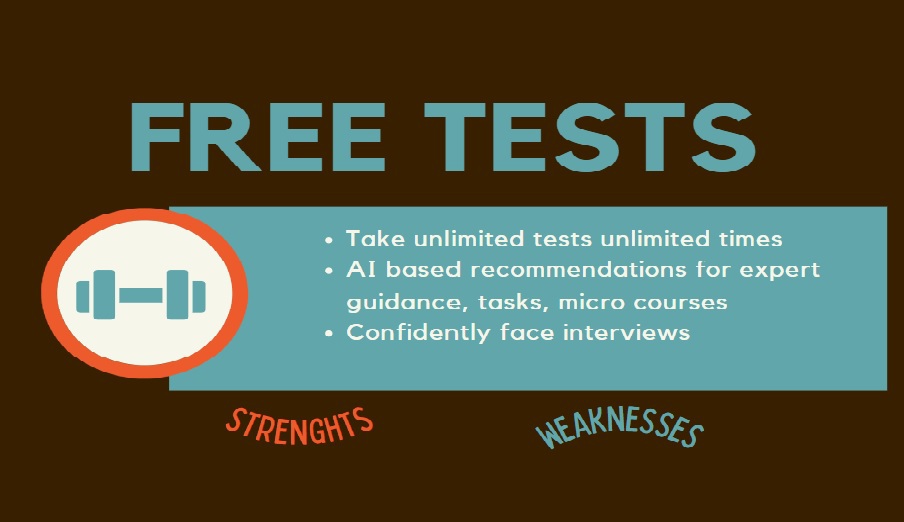 FREE TESTS
• Take unlimited tests unlimited times
• AI based recommendations for expert
guidance, tasks, micro courses
• Confidently face interviews
STRENGHTS
WEAKNESSES